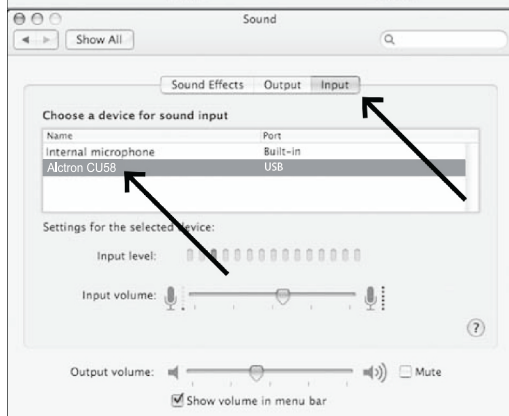 Sound
Show All
Sound Effects Output Input
Choose a device for sound input
Name Port
Internal microphone Built-in
Alctron CU58 USB
Settings for the selected device:
Input level:
Input volume:
?
Output volume: Mute
Show volume in menu bar